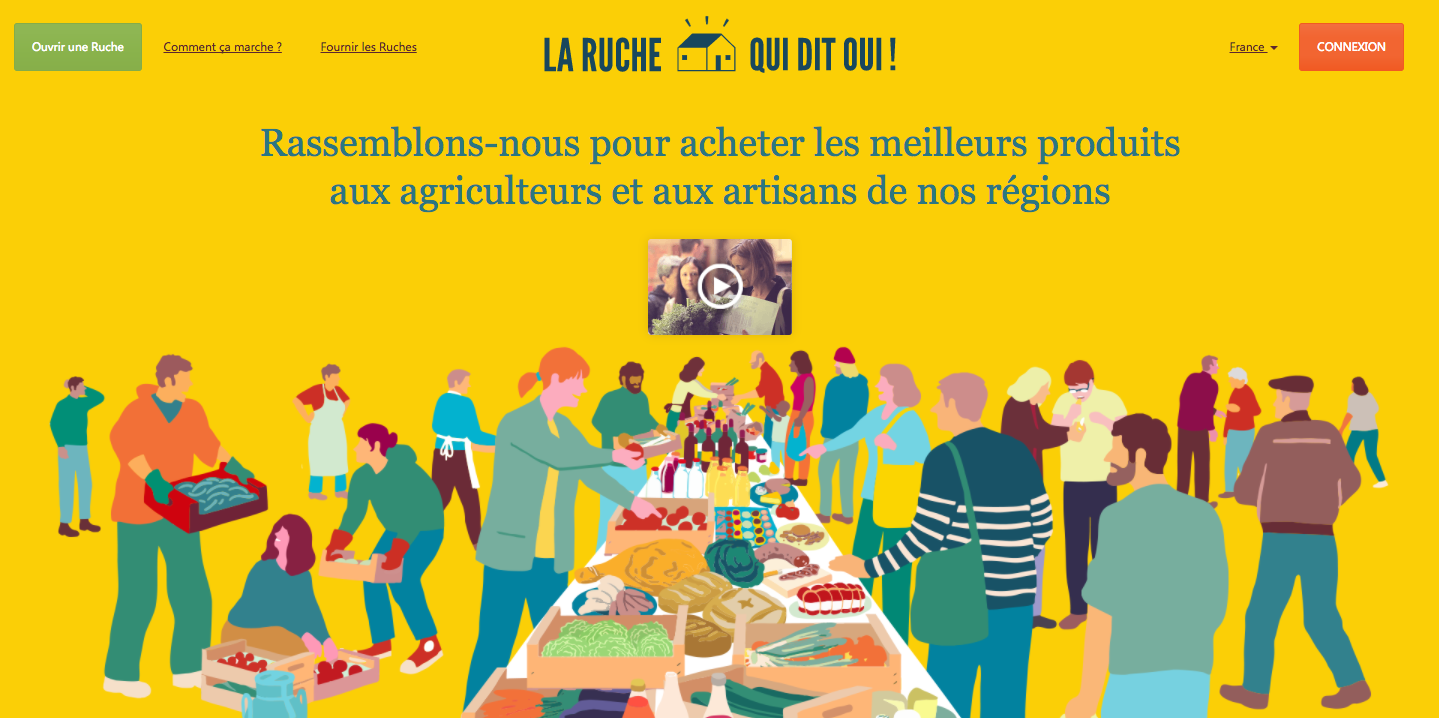 Ouvrir une Ruche
Comment ça marche ?
Fournir les Ruches
LA RUCHE QUI DIT OUI !
France
CONNEXION
Rassemblons-nous pour acheter les meilleurs produits
aux agriculteurs et aux artisans de nos régions